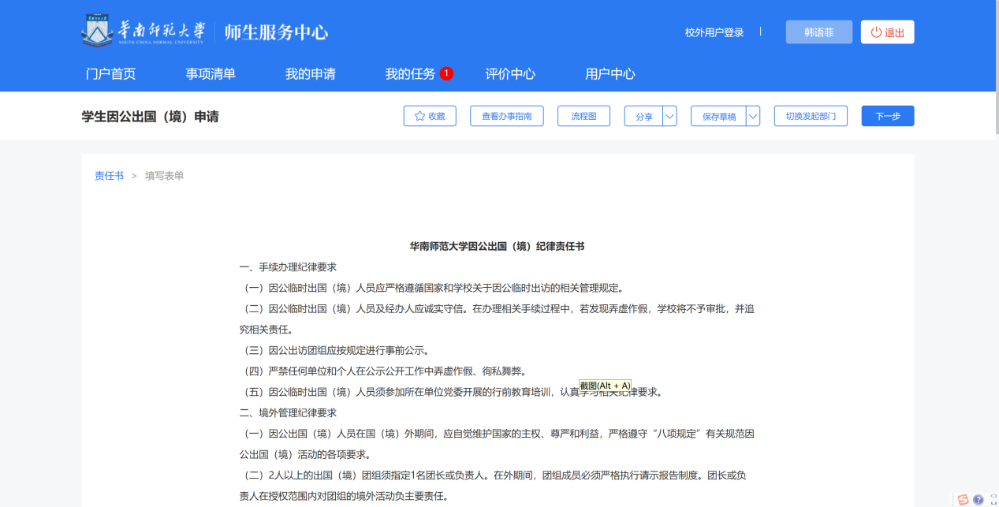 华南师范大学
SOUTH CHINA NORMAL UNIVERSITY
师生服务中心
校外用户登录
韩语菲
退出
门户首页
事项清单
我的申请
我的任务 1
评价中心
用户中心
学生因公出国（境）申请
收藏
查看办事指南
流程图
分享
保存草稿
切换发起部门
下一步
责任书 > 填写表单
华南师范大学因公出国（境）纪律责任书
一、手续办理纪律要求
（一）因公临时出国（境）人员应严格遵循国家和学校关于因公临时出访的相关管理规定。
（二）因公临时出国（境）人员及经办人应诚实守信。在办理相关手续过程中，若发现弄虚作假，学校将不予审批，并追
究相关责任。
（三）因公出访团组应按规定进行事前公示。
（四）严禁任何单位和个人在公示公开工作中弄虚作假、徇私舞弊。
截图(Alt + A)
（五）因公临时出国（境）人员须参加所在单位党委开展的行前教育培训，认真学习相关纪律要求。
二、境外管理纪律要求
（一）因公出国（境）人员在国（境）外期间，应自觉维护国家的主权、尊严和利益，严格遵守“八项规定”有关规范因
公出国（境）活动的各项要求。
（二）2人以上的出国（境）团组须指定1名团长或负责人。在外期间，团组成员必须严格执行请示报告制度。团长或负
责人在授权范围内对团组的境外活动负主要责任。